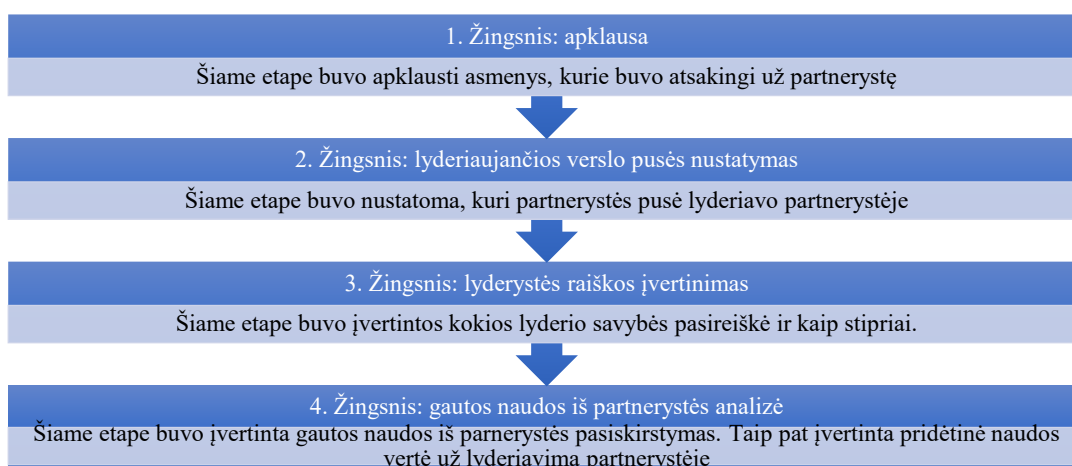 1. Žingsnis: apklausa
Šiame etape buvo apklausti asmenys, kurie buvo atsakingi už partnerystę
2. Žingsnis: lyderiaujančios verslo pusės nustatymas
Šiame etape buvo nustatoma, kuri partnerystės pusė lyderiavo partnerystėje
3. Žingsnis: lyderystės raiškos įvertinimas
Šiame etape buvo įvertintos kokios lyderio savybės pasireiškė ir kaip stipriai.
4. Žingsnis: gautos naudos iš partnerystės analizė
Šiame etape buvo įvertinta gautos naudos iš parnerystės pasiskirstymas. Taip pat įvertinta pridėtinė naudos
vertė už lyderiavimą partnerystėje